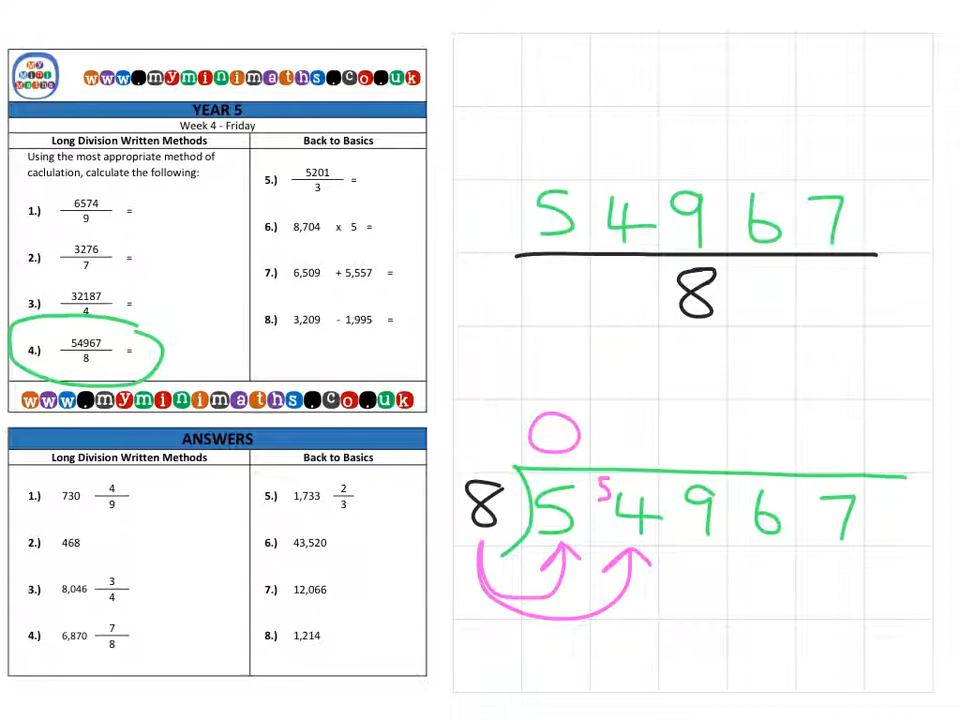 My
Mini
Maths
www.myminimaths.co.uk
YEAR 5
Week 4 - Friday
Long Division Written Methods
Back to Basics
Using the most appropriate method of
caclulation, calculate the following:
1.) 6574
9 =
2.) 3276
7 =
3.) 32187
4 =
4.) 54967
8 =
5.) 5201
3 =
6.) 8,704 x 5 =
7.) 6,509 + 5,557 =
8.) 3,209 - 1,995 =
www.myminimaths.co.uk
ANSWERS
Long Division Written Methods
Back to Basics
1.) 730 4
9
2.) 468
3.) 8,046 3
4
4.) 6,870 7
8
5.) 1,733 2
3
6.) 43,520
7.) 12,066
8.) 1,214
54967
8
0
8 5 5 4 9 6 7